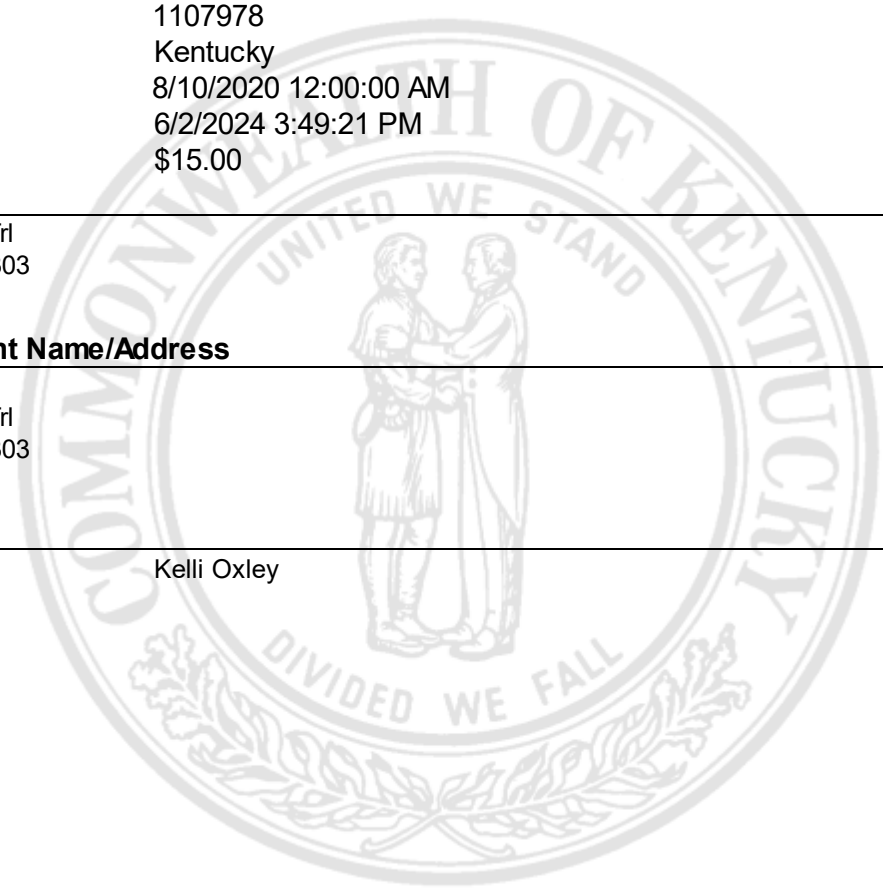 1107978
Kentucky
8/10/2020 12:00:00 AM
6/2/2024 3:49:21 PM
$15.00
COMMONWEALTH OF KENTUCKY
UNITED WE STAND
rl
03
nt Name/Address
rl
03
Kelli Oxley
DIVIDED WE FALL